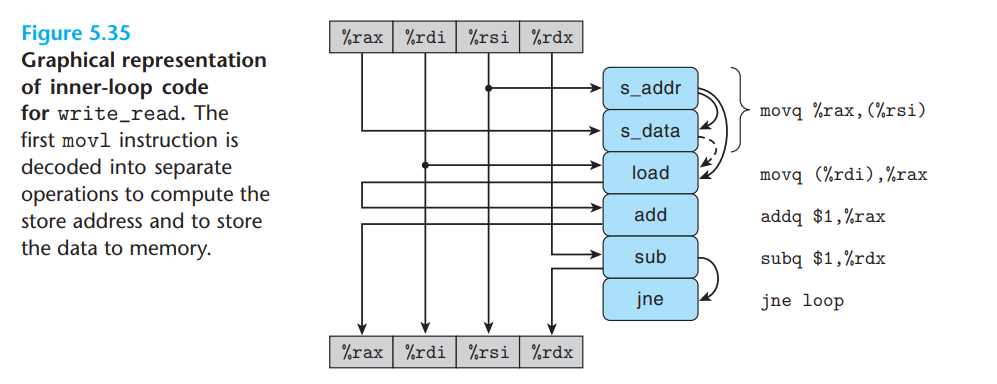 Figure 5.35
Graphical representation
of inner-loop code
for write_read. The
first movl instruction is
decoded into separate
operations to compute the
store address and to store
the data to memory.
%rax %rdi %rsi %rdx
s_addr
movq %rax,(%rsi)
s_data
load
movq (%rdi),%rax
add
addq $1,%rax
sub
subq $1,%rdx
jne
jne loop
%rax %rdi %rsi %rdx